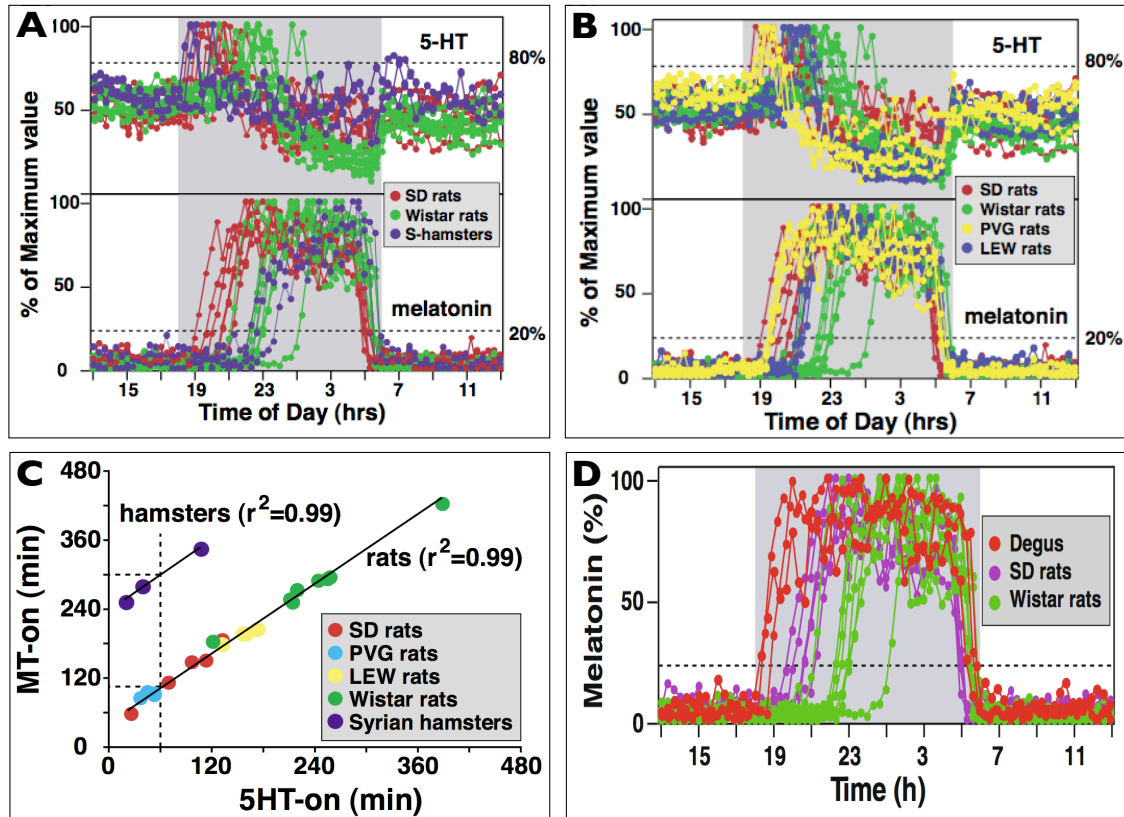 A
100
5-HT
80%
50
% of Maximum value
SD rats
Wistar rats
S-hamsters
100
50
melatonin
20%
0
15 19 23 3 7 11
Time of Day (hrs)
B
100
5-HT
80%
50
% of Maximum value
SD rats
Wistar rats
PVG rats
LEW rats
100
50
melatonin
20%
0
15 19 23 3 7 11
Time of Day (hrs)
C
480
hamsters (r²=0.99)
360
rats (r²=0.99)
240
MT-on (min)
SD rats
PVG rats
LEW rats
Wistar rats
Syrian hamsters
120
0
0 120 240 360 480
5HT-on (min)
D
100
Melatonin (%)
Degus
SD rats
Wistar rats
50
0
15 19 23 3 7 11
Time (h)